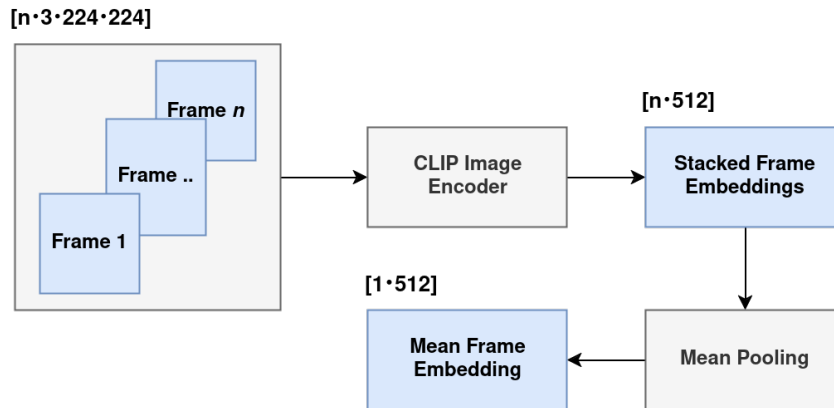 [n·3·224·224]
Frame n
Frame ..
Frame 1
CLIP Image
Encoder
[n·512]
Stacked Frame
Embeddings
[1·512]
Mean Frame
Embedding
Mean Pooling